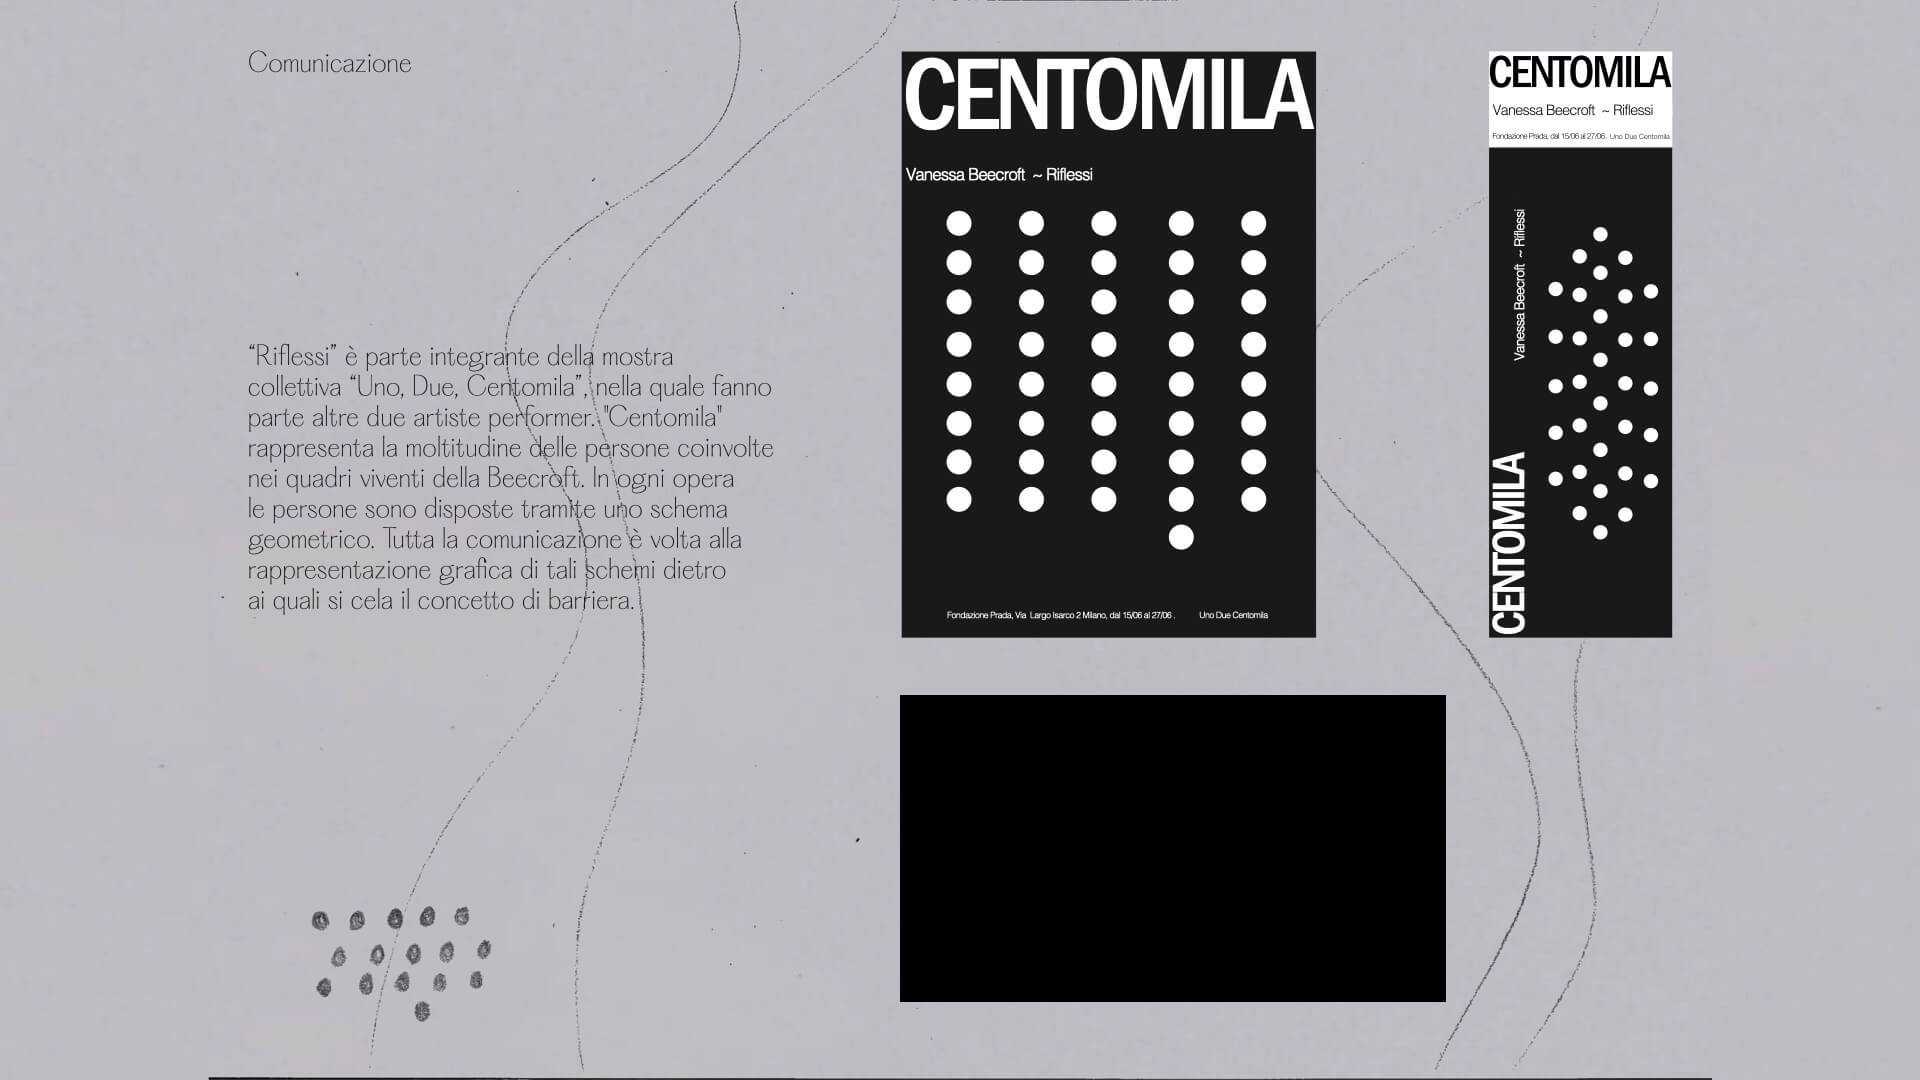 Comunicazione
“Riflessi” è parte integrante della mostra
collettiva “Uno, Due, Centomila”, nella quale fanno
parte altre due artiste performer. "Centomila"
rappresenta la moltitudine delle persone coinvolte
nei quadri viventi della Beecroft. In ogni opera
le persone sono disposte tramite uno schema
geometrico. Tutta la comunicazione è volta alla
rappresentazione grafica di tali schemi dietro
ai quali si cela il concetto di barriera.
CENTOMILA
Vanessa Beecroft ~ Riflessi
Fondazione Prada, Via Largo Isarco 2 Milano, dal 15/06 al 27/06 . Uno Due Centomila
CENTOMILA
Vanessa Beecroft ~ Riflessi
Fondazione Prada, dal 15/06 al 27/06 . Uno Due Centomila
Vanessa Beecroft ~ Riflessi
CENTOMILA